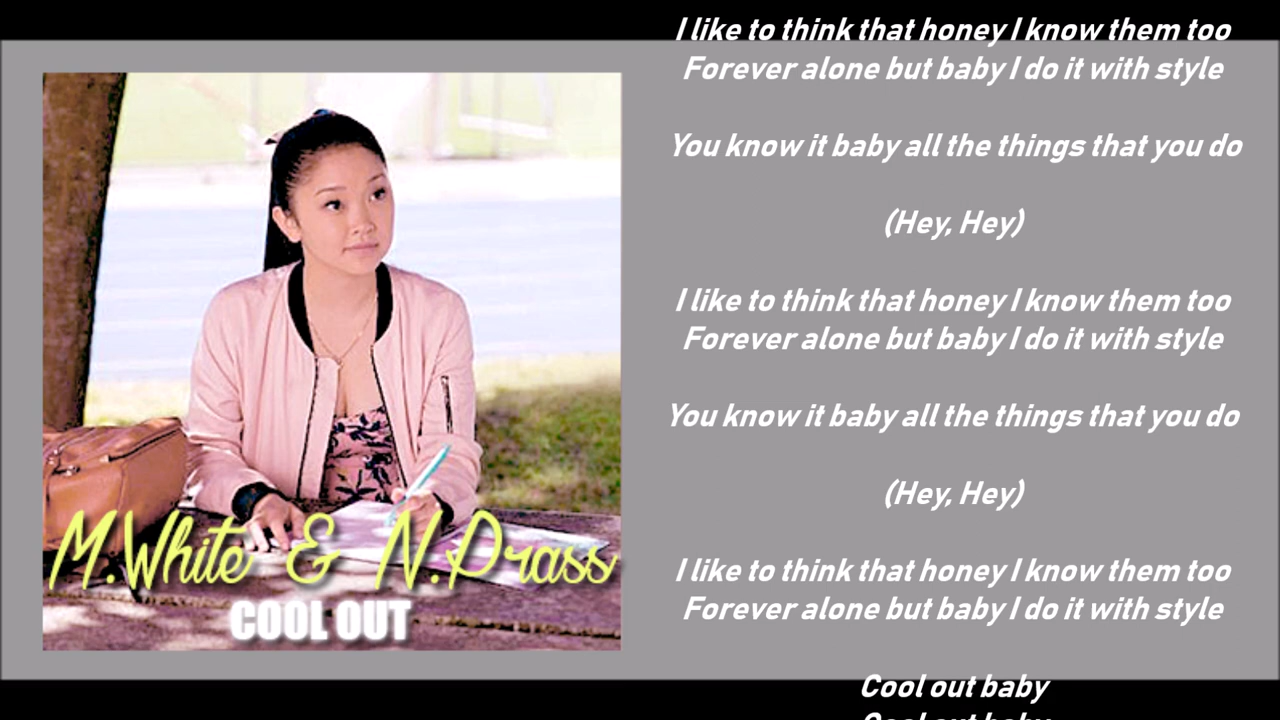 M.White & N.Prass
COOL OUT
I like to think that honey I know them too
Forever alone but baby I do it with style
You know it baby all the things that you do
(Hey, Hey)
I like to think that honey I know them too
Forever alone but baby I do it with style
You know it baby all the things that you do
(Hey, Hey)
I like to think that honey I know them too
Forever alone but baby I do it with style
Cool out baby
Cool out baby